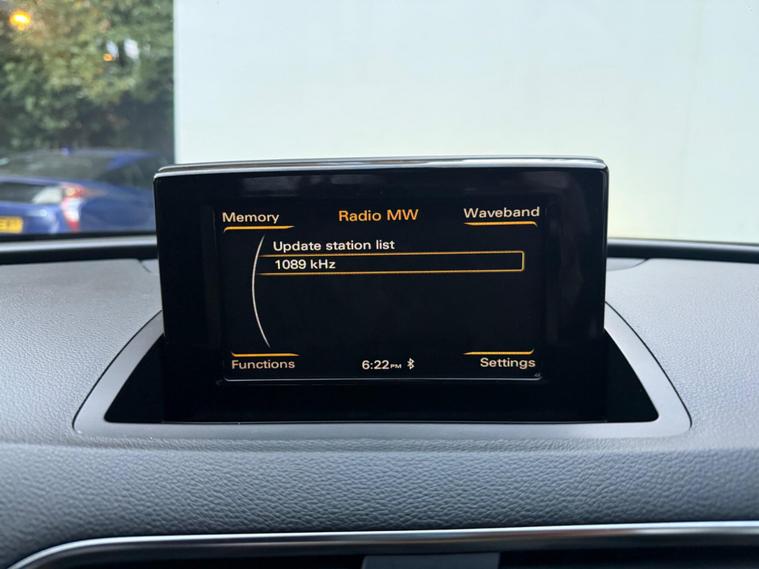 Memory Radio MW Waveband
Update station list
1089 kHz
Functions 6:22PM Settings